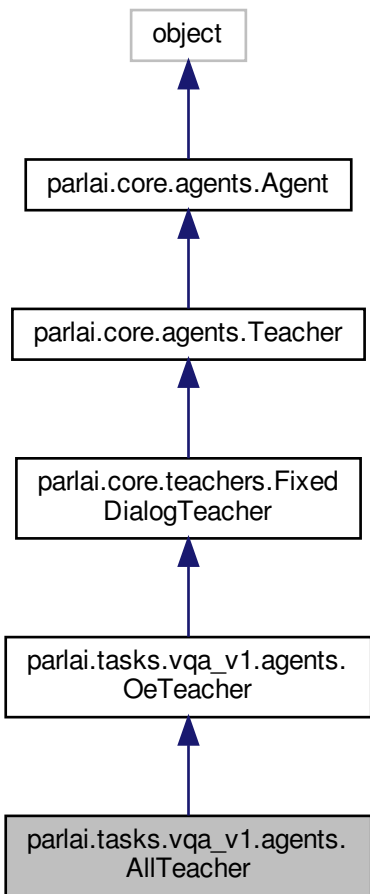 object
parlai.core.agents.Agent
parlai.core.agents.Teacher
parlai.core.teachers.Fixed
DialogTeacher
parlai.tasks.vqa_v1.agents.
OeTeacher
parlai.tasks.vqa_v1.agents.
AllTeacher